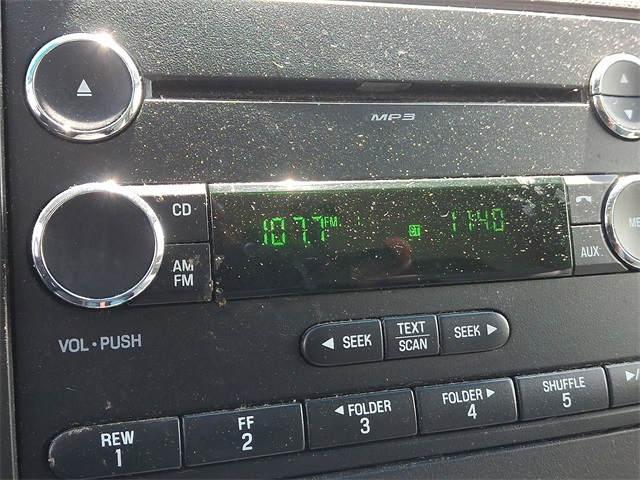 MP3
CD
107.7 FM
11:40
ME
AM
FM
AUX
VOL • PUSH
◄ SEEK
TEXT
SCAN
SEEK ►
REW
1
FF
2
◄ FOLDER
3
FOLDER ►
4
SHUFFLE
5